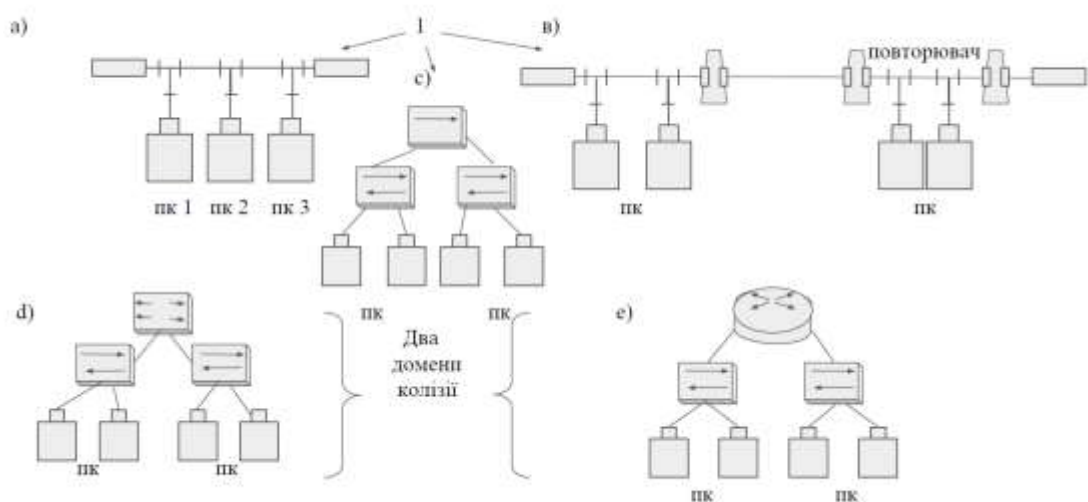 а)
1
в)
повторювач
с)
пк 1 пк 2 пк 3
пк
пк
пк
пк
d)
е)
Два
домени
колізії
пк
пк
пк
пк